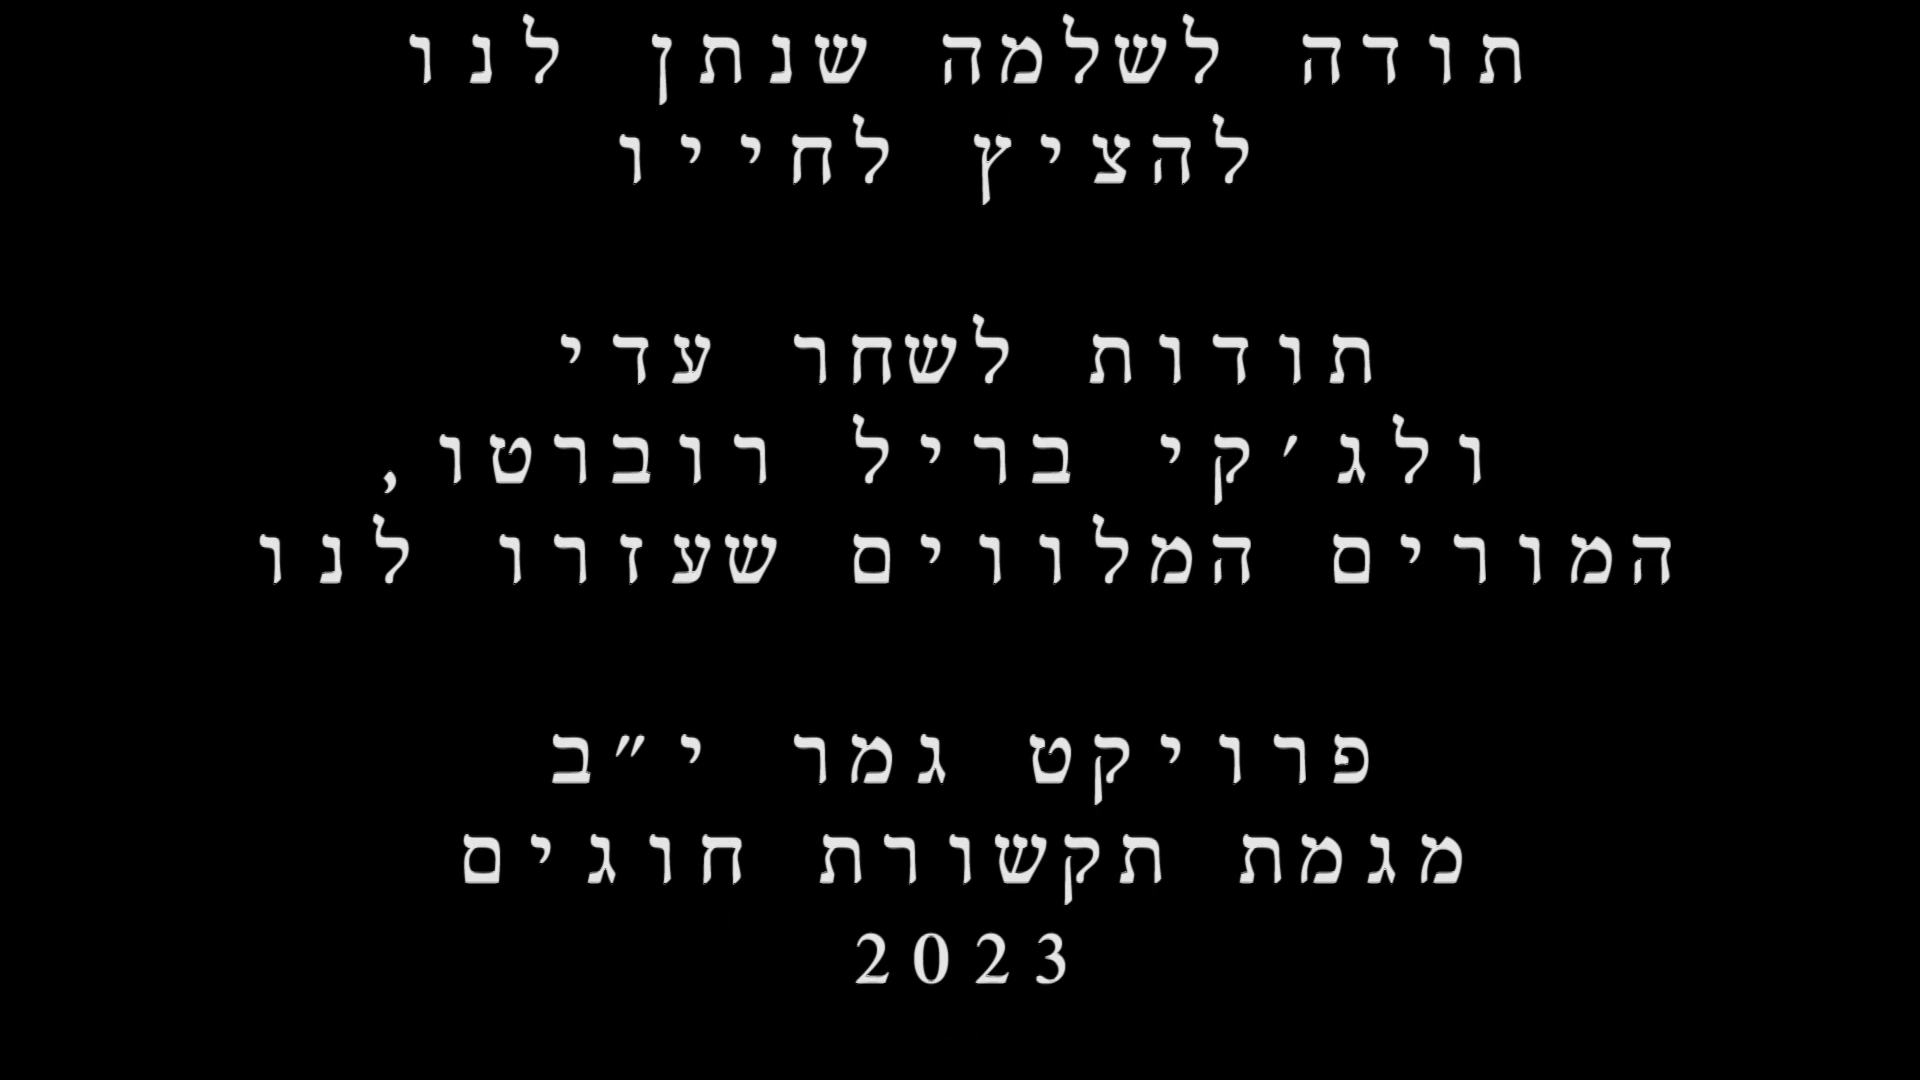 תודה לשלמה שנתן לנו
להציץ לחייו
תודות לשחר עדי
ולג׳קי בריל רוברטו,
המורים המלווים שעזרו לנו
פרויקט גמר י״ב
מגמת תקשורת חוגים
2023